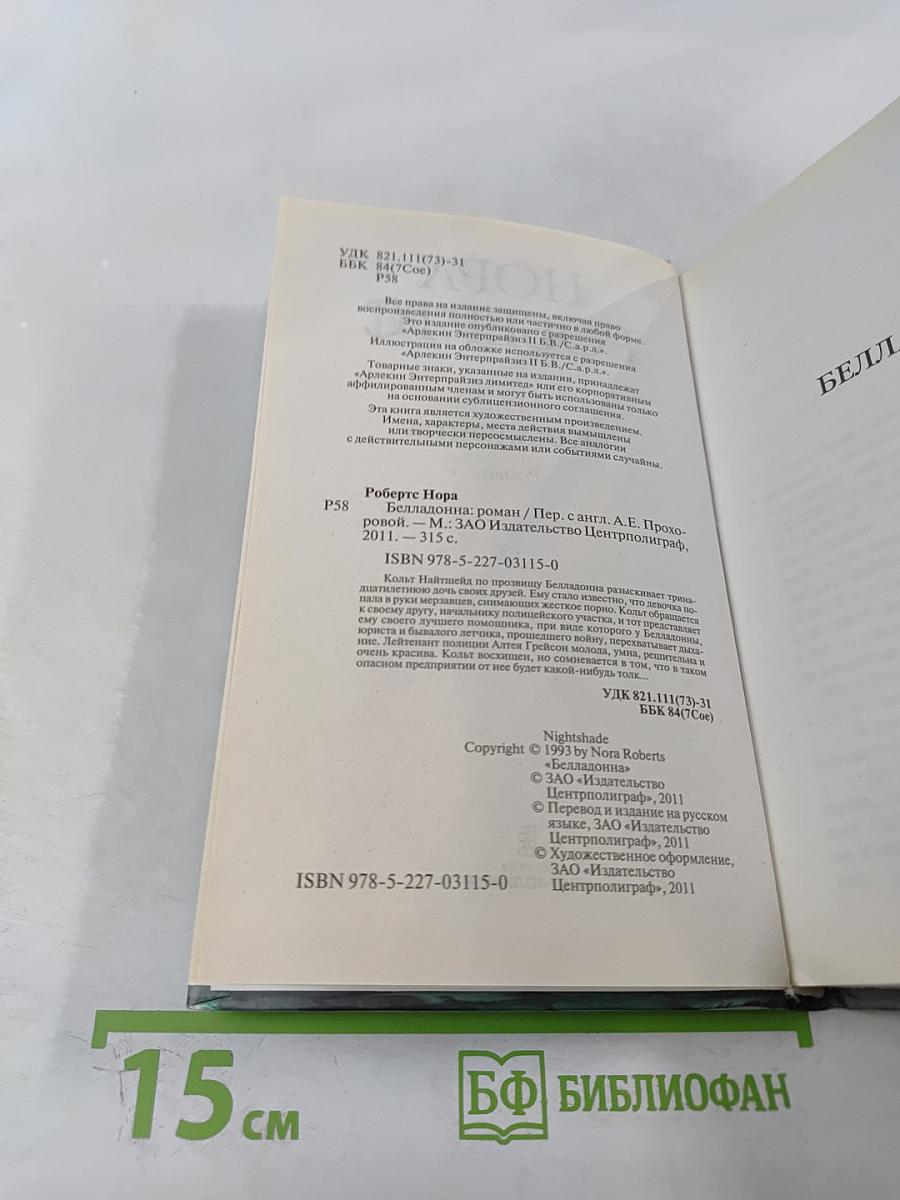 УДК 821.111(73)-31
ББК 84(7Сое)
Р58
Все права на издание защищены, включая право
воспроизведения полностью или частично в любой форме.
Это издание опубликовано с разрешения
«Арлекин Энтерпрайзиз II Б.В./С.а.р.л.».
Иллюстрация на обложке используется с разрешения
«Арлекин Энтерпрайзиз II Б.В./С.а.р.л.».
Товарные знаки, указанные на издании, принадлежат
«Арлекин Энтерпрайзиз лимитед» или его корпоративным
аффилированным членам и могут быть использованы только
на основании сублицензионного соглашения.
Эта книга является художественным произведением.
Имена, характеры, места действия вымышлены
или творчески переосмыслены. Все аналогии
с действительными персонажами или событиями случайны.
Робертс Нора
Р58 Белладонна: роман / Пер. с англ. А.Е. Прохо-
ровой. — М.: ЗАО Издательство Центрполиграф,
2011. — 315 с.
ISBN 978-5-227-03115-0
Кольт Найтшейд по прозвищу Белладонна разыскивает трина-
дцатилетнюю дочь своих друзей. Ему стало известно, что девочка по-
пала в руки мерзавцев, снимающих жесткое порно. Кольт обращается
к своему другу, начальнику полицейского участка, и тот представляет
ему своего лучшего помощника, при виде которого у Белладонны,
юриста и бывалого летчика, прошедшего войну, перехватывает дыха-
ние. Лейтенант полиции Алтея Грейсон молода, умна, решительна и
очень красива. Кольт восхищен, но сомневается в том, что в таком
опасном предприятии от нее будет какой-нибудь толк...
УДК 821.111(73)-31
ББК 84(7Сое)
Nightshade
Copyright © 1993 by Nora Roberts
«Белладонна»
© ЗАО «Издательство
Центрполиграф», 2011
© Перевод и издание на русском
языке, ЗАО «Издательство
Центрполиграф», 2011
© Художественное оформление,
ЗАО «Издательство
Центрполиграф», 2011
ISBN 978-5-227-03115-0
БЕЛЛ
15 см
БФ БИБЛИОФАН